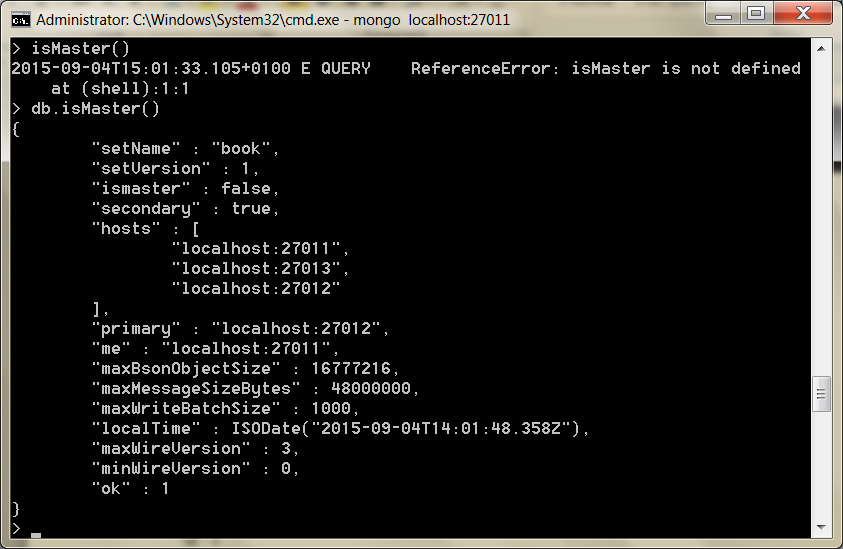 Administrator: C:\Windows\System32\cmd.exe - mongo  localhost:27011
> isMaster()
2015-09-04T15:01:33.105+0100 E QUERY    ReferenceError: isMaster is not defined
    at (shell):1:1
> db.isMaster()
{
        "setName" : "book",
        "setVersion" : 1,
        "ismaster" : false,
        "secondary" : true,
        "hosts" : [
                "localhost:27011",
                "localhost:27013",
                "localhost:27012"
        ],
        "primary" : "localhost:27012",
        "me" : "localhost:27011",
        "maxBsonObjectSize" : 16777216,
        "maxMessageSizeBytes" : 48000000,
        "maxWriteBatchSize" : 1000,
        "localTime" : ISODate("2015-09-04T14:01:48.358Z"),
        "maxWireVersion" : 3,
        "minWireVersion" : 0,
        "ok" : 1
}
> _